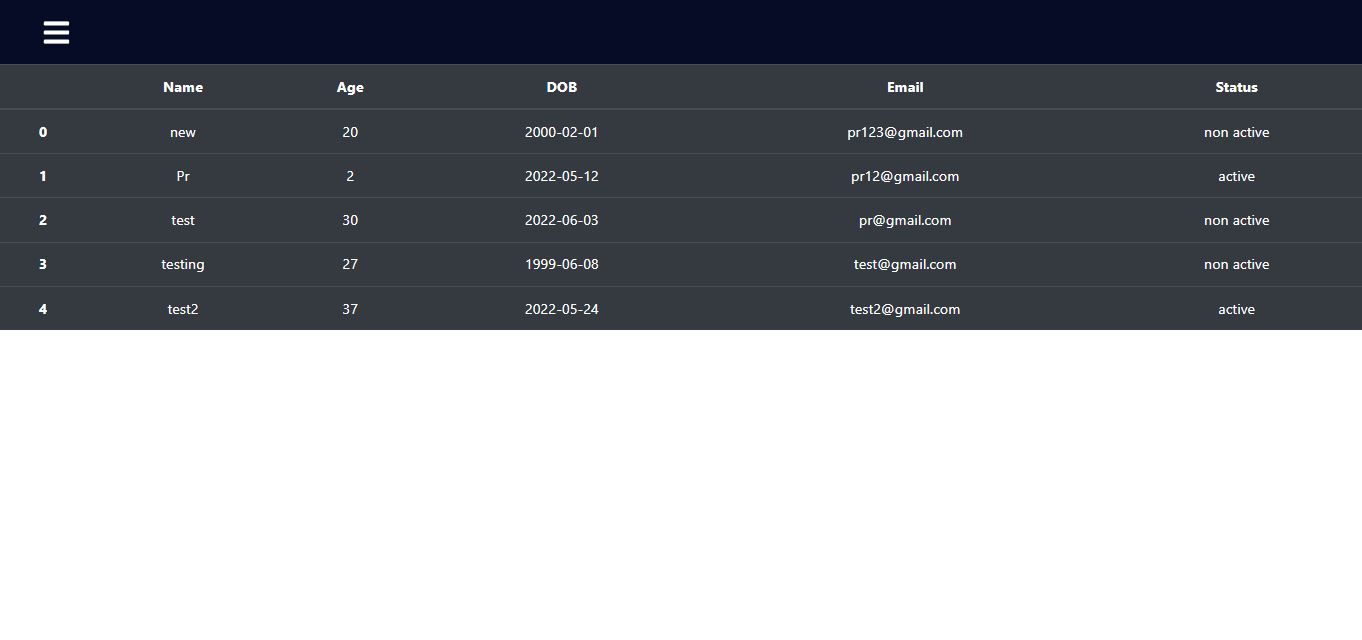 Name Age DOB Email Status
0 new 20 2000-02-01 pr123@gmail.com non active
1 Pr 2 2022-05-12 pr12@gmail.com active
2 test 30 2022-06-03 pr@gmail.com non active
3 testing 27 1999-06-08 test@gmail.com non active
4 test2 37 2022-05-24 test2@gmail.com active